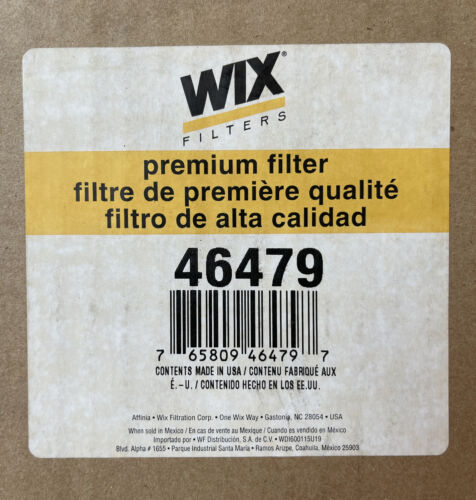 WIX®
FILTERS
premium filter
filtre de première qualité
filtro de alta calidad
46479
7 65809 46479 7
CONTENTS MADE IN USA / CONTENU FABRIQUÉ AUX
É.-U. / CONTENIDO HECHO EN LOS EE.UU.
Affinia • Wix Filtration Corp. • One Wix Way • Gastonia, NC 28054 • USA
When sold in Mexico / En cas de vente au Mexique / Cuando es vendido en México
Importado por • WF Distribución, S.A. de C.V. • WDI600115U19
Blvd. Alpha # 1655 • Parque Industrial Santa María • Ramos Arizpe, Coahuila, México 25903